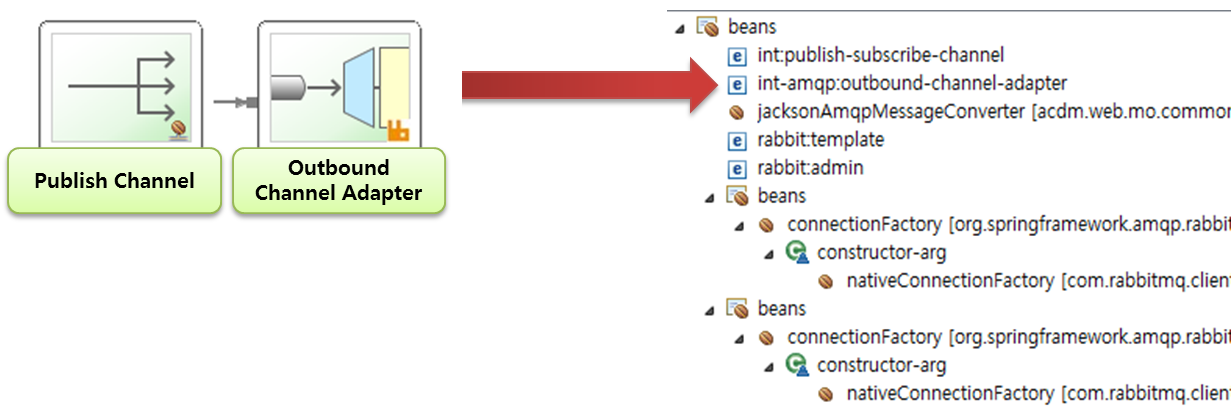 Publish Channel
Outbound
Channel Adapter
beans
int:publish-subscribe-channel
int-amqp:outbound-channel-adapter
jacksonAmqpMessageConverter [acdm.web.mo.common
rabbit:template
rabbit:admin
beans
connectionFactory [org.springframework.amqp.rabbit
constructor-arg
nativeConnectionFactory [com.rabbitmq.client
beans
connectionFactory [org.springframework.amqp.rabbit
constructor-arg
nativeConnectionFactory [com.rabbitmq.client